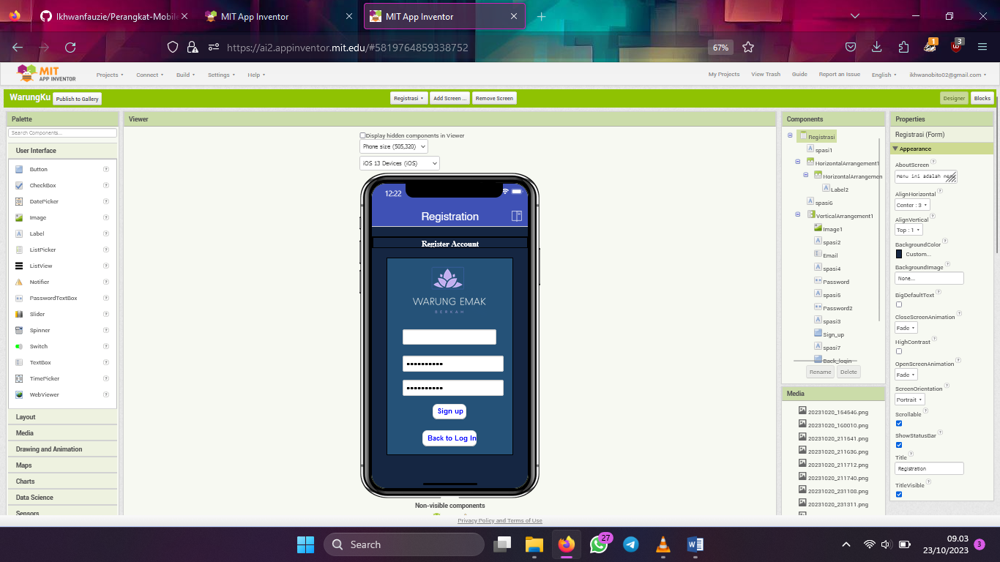 Ikhwanfauzie/Perangkat-Mobile
MIT App Inventor
MIT App Inventor
https://ai2.appinventor.mit.edu/#5819764859338752
67%
1
3
MIT
APP INVENTOR
Projects
Connect
Build
Settings
Help
My Projects
View Trash
Guide
Report an Issue
English
ikhwanobito02@gmail.com
WarungKu
Publish to Gallery
Registrasi
Add Screen ...
Remove Screen
Designer
Blocks
Palette
Search Components...
User Interface
Button
CheckBox
DatePicker
Image
Label
ListPicker
ListView
Notifier
PasswordTextBox
Slider
Spinner
Switch
TextBox
TimePicker
WebViewer
Layout
Media
Drawing and Animation
Maps
Charts
Data Science
Sensors
Viewer
Display hidden components in Viewer
Phone size (505,320)
iOS 13 Devices (iOS)
12:22
Registration
Register Account
WARUNG EMAK
BERKAH
Sign up
Back to Log In
Non-visible components
Components
Registrasi
spasi1
HorizontalArrangement1
HorizontalArrangemen
Label2
spasi6
VerticalArrangement1
Image1
spasi2
Email
spasi4
Password
spasi5
Password2
spasi3
Sign_up
spasi7
Back_login
Rename
Delete
Media
20231020_154646.png
20231020_160010.png
20231020_211641.png
20231020_211636.png
20231020_211712.png
20231020_211740.png
20231020_231108.png
20231020_231311.png
Properties
Registrasi (Form)
Appearance
AboutScreen
Menu ini adalah menu
AlignHorizontal
Center : 3
AlignVertical
Top : 1
BackgroundColor
Custom...
BackgroundImage
None...
BigDefaultText
CloseScreenAnimation
Fade
HighContrast
OpenScreenAnimation
Fade
ScreenOrientation
Portrait
Scrollable
ShowStatusBar
Title
Registration
TitleVisible
Privacy Policy and Terms of Use
Search
27
09.03
23/10/2023
3